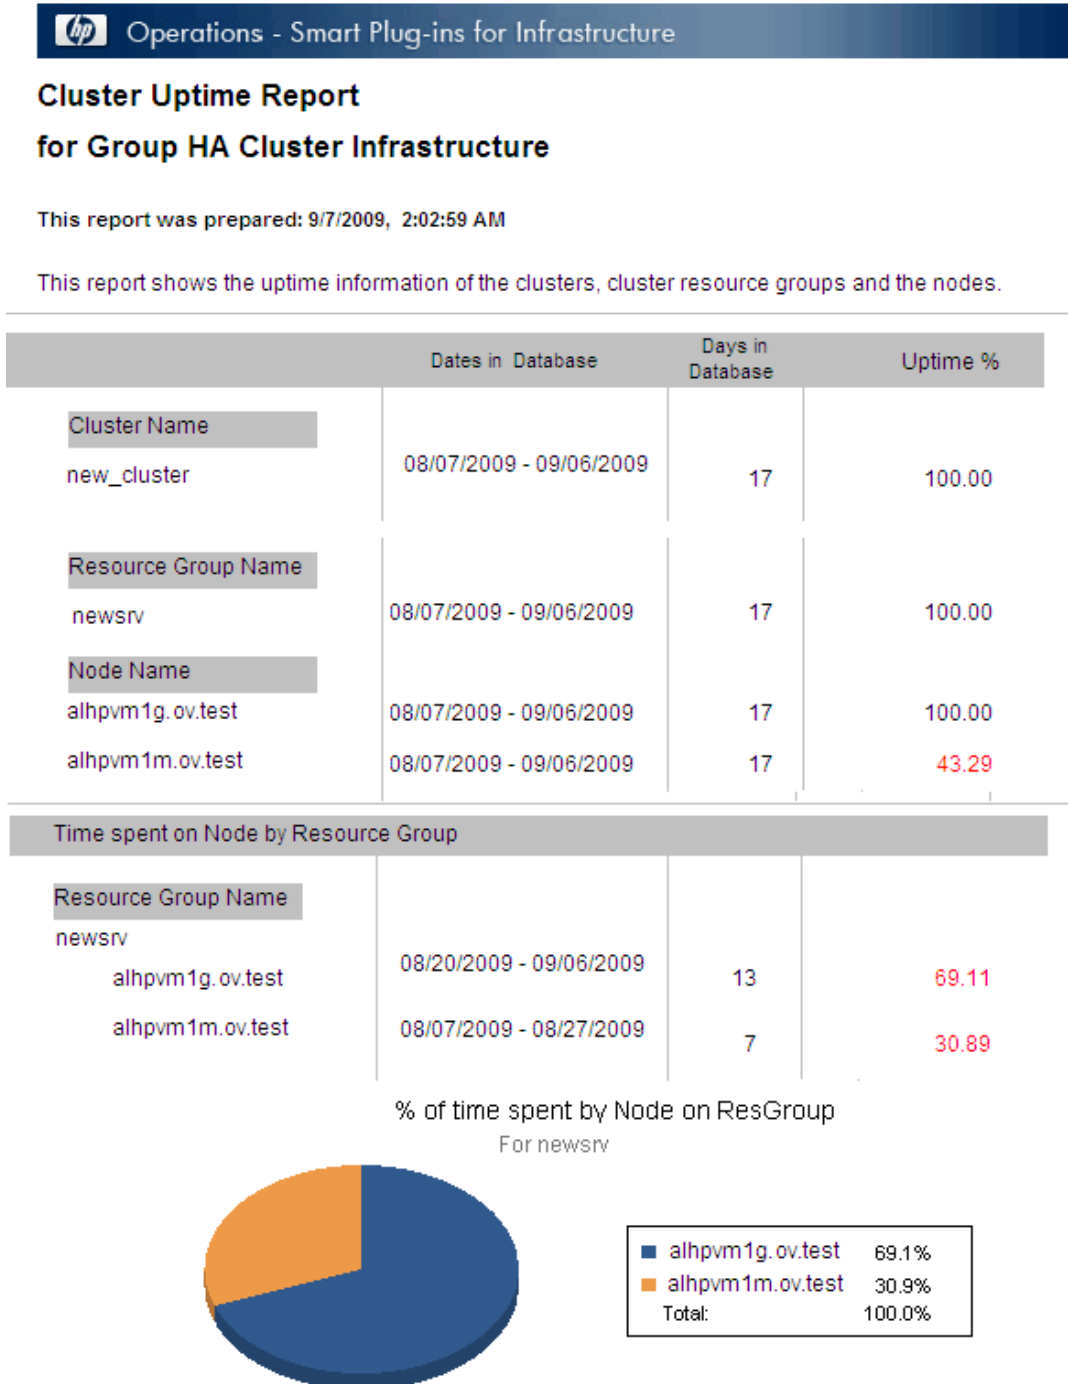 hp Operations - Smart Plug-ins for Infrastructure
Cluster Uptime Report
for Group HA Cluster Infrastructure
This report was prepared: 9/7/2009, 2:02:59 AM
This report shows the uptime information of the clusters, cluster resource groups and the nodes.
Dates in Database Days in Database Uptime %
Cluster Name
new_cluster 08/07/2009 - 09/06/2009 17 100.00
Resource Group Name
newsrv 08/07/2009 - 09/06/2009 17 100.00
Node Name
alhpvm1g.ov.test 08/07/2009 - 09/06/2009 17 100.00
alhpvm1m.ov.test 08/07/2009 - 09/06/2009 17 43.29
Time spent on Node by Resource Group
Resource Group Name
newsrv
alhpvm1g.ov.test 08/20/2009 - 09/06/2009 13 69.11
alhpvm1m.ov.test 08/07/2009 - 08/27/2009 7 30.89
% of time spent by Node on ResGroup
For newsrv
alhpvm1g.ov.test 69.1%
alhpvm1m.ov.test 30.9%
Total: 100.0%